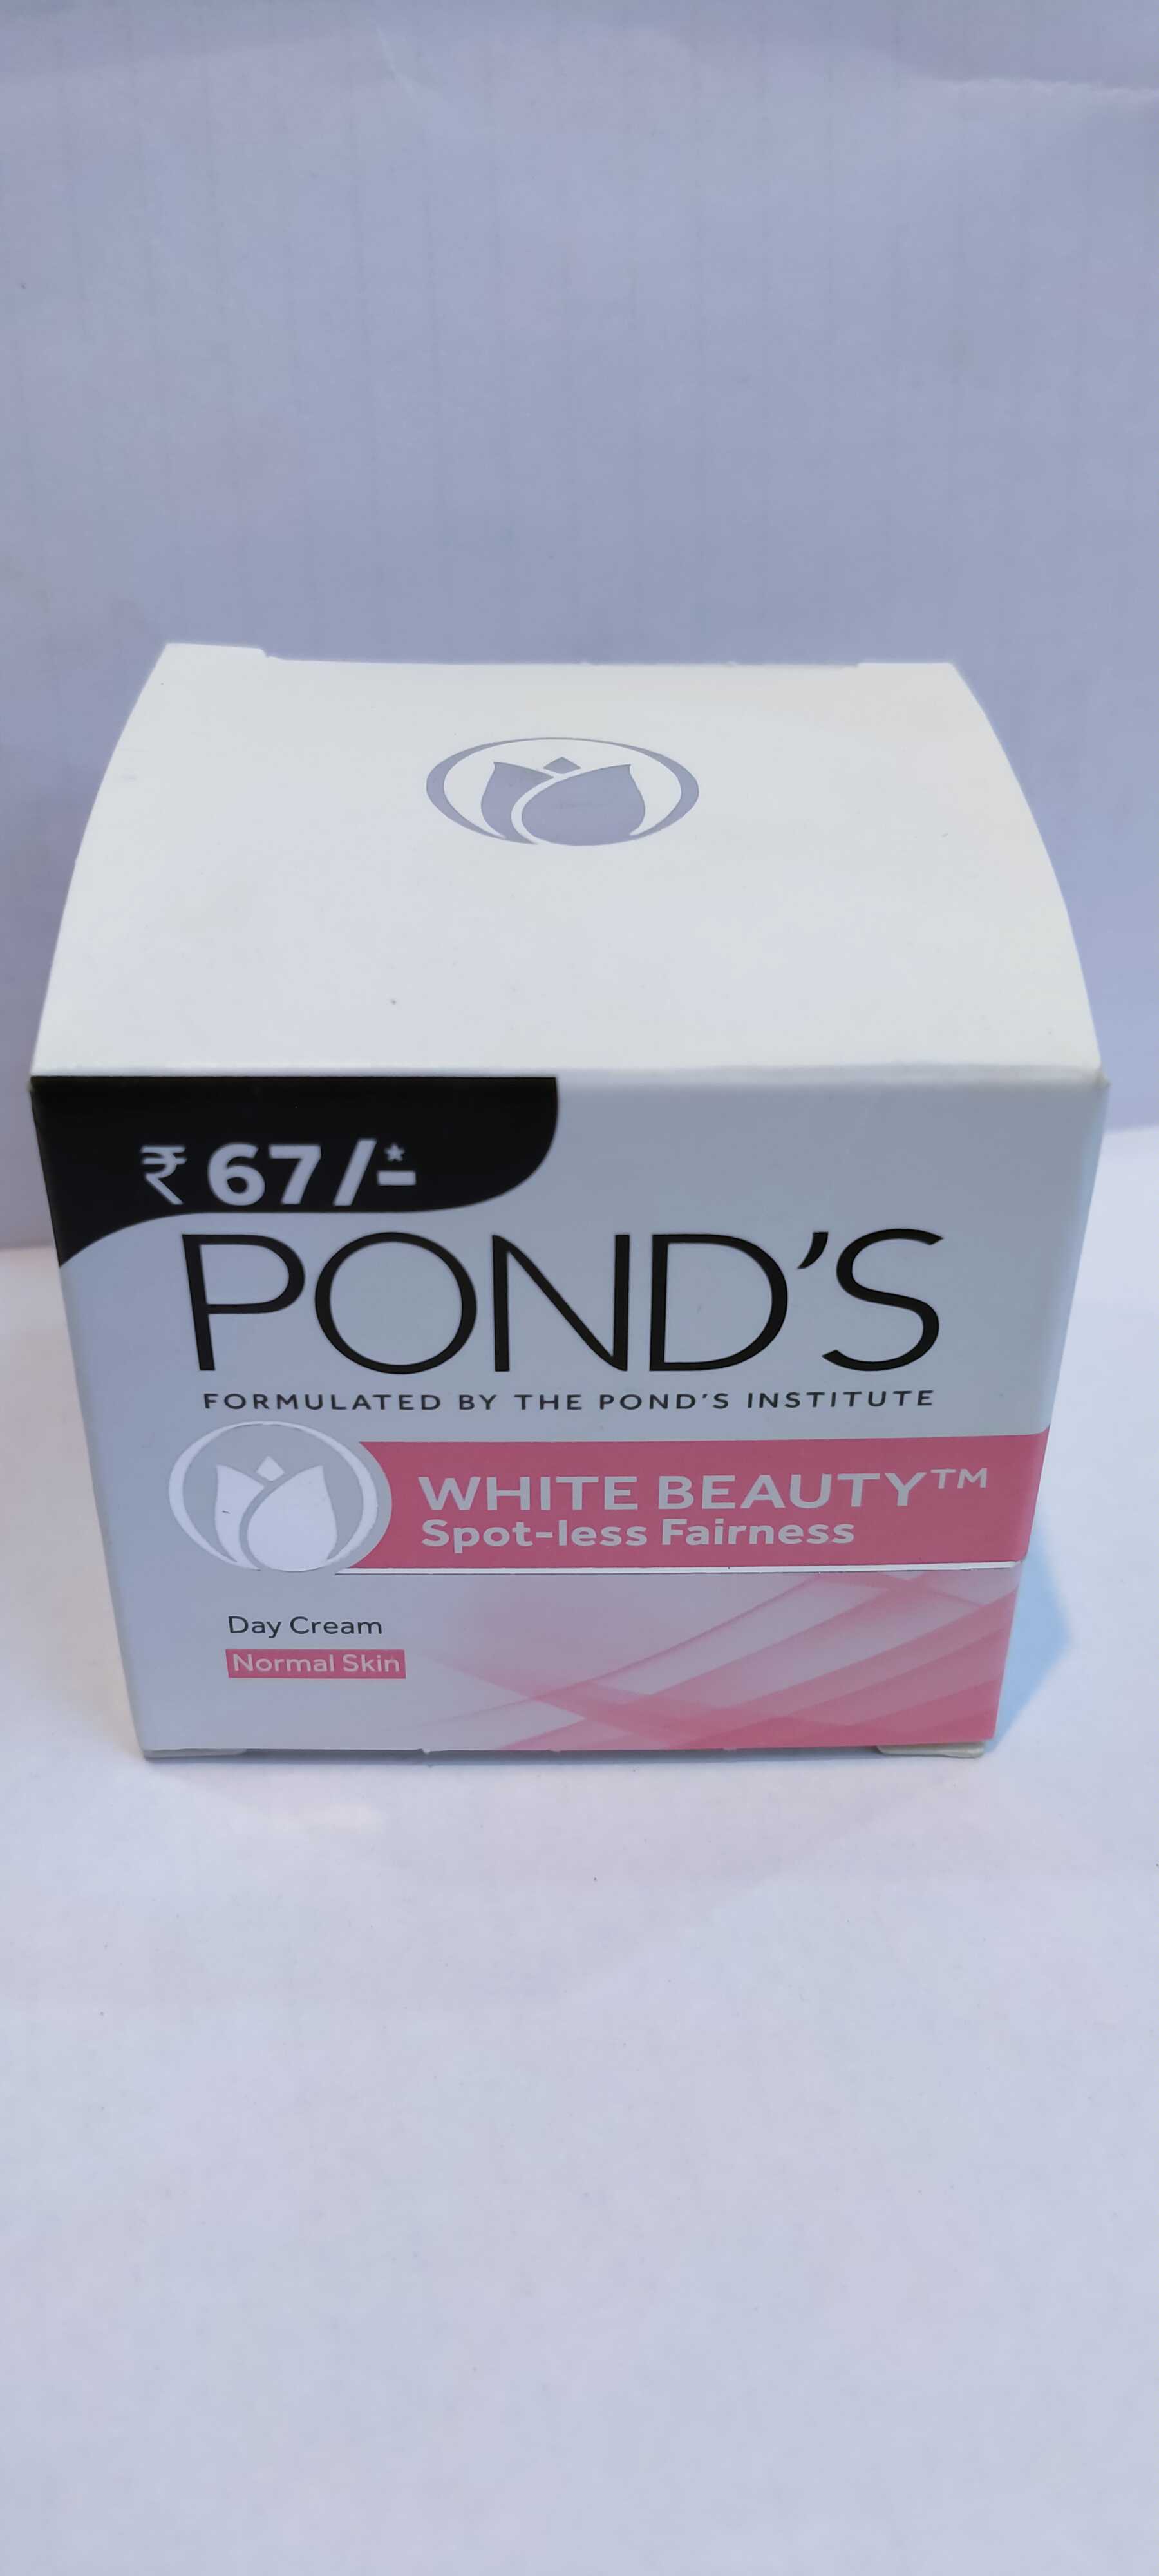 ₹ 67/-*
POND'S
FORMULATED BY THE POND'S INSTITUTE
WHITE BEAUTY™
Spot-less Fairness
Day Cream
Normal Skin